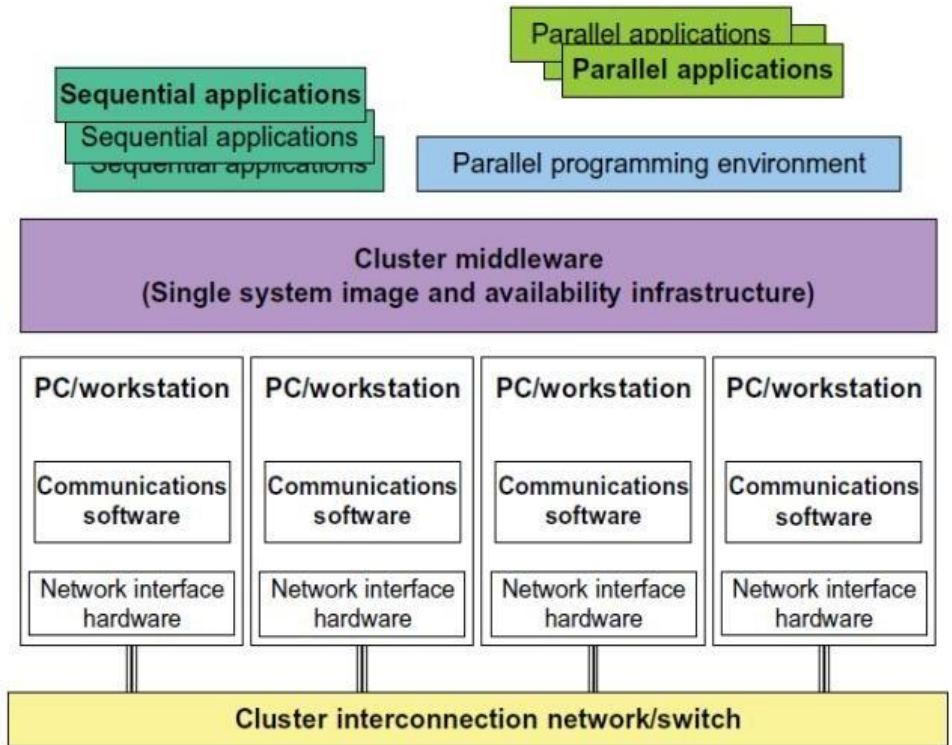 Parallel applications
Parallel applications
Sequential applications
Sequential applications
Sequential applications
Parallel programming environment
Cluster middleware
(Single system image and availability infrastructure)
PC/workstation
Communications
software
Network interface
hardware
PC/workstation
Communications
software
Network interface
hardware
PC/workstation
Communications
software
Network interface
hardware
PC/workstation
Communications
software
Network interface
hardware
Cluster interconnection network/switch